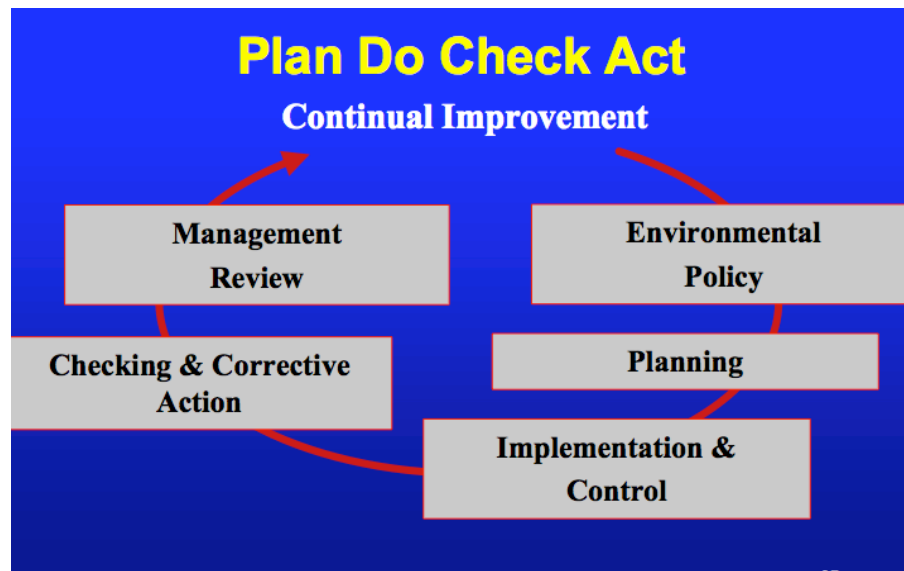 Plan Do Check Act
Continual Improvement
Environmental
Policy
Planning
Implementation &
Control
Checking & Corrective
Action
Management
Review